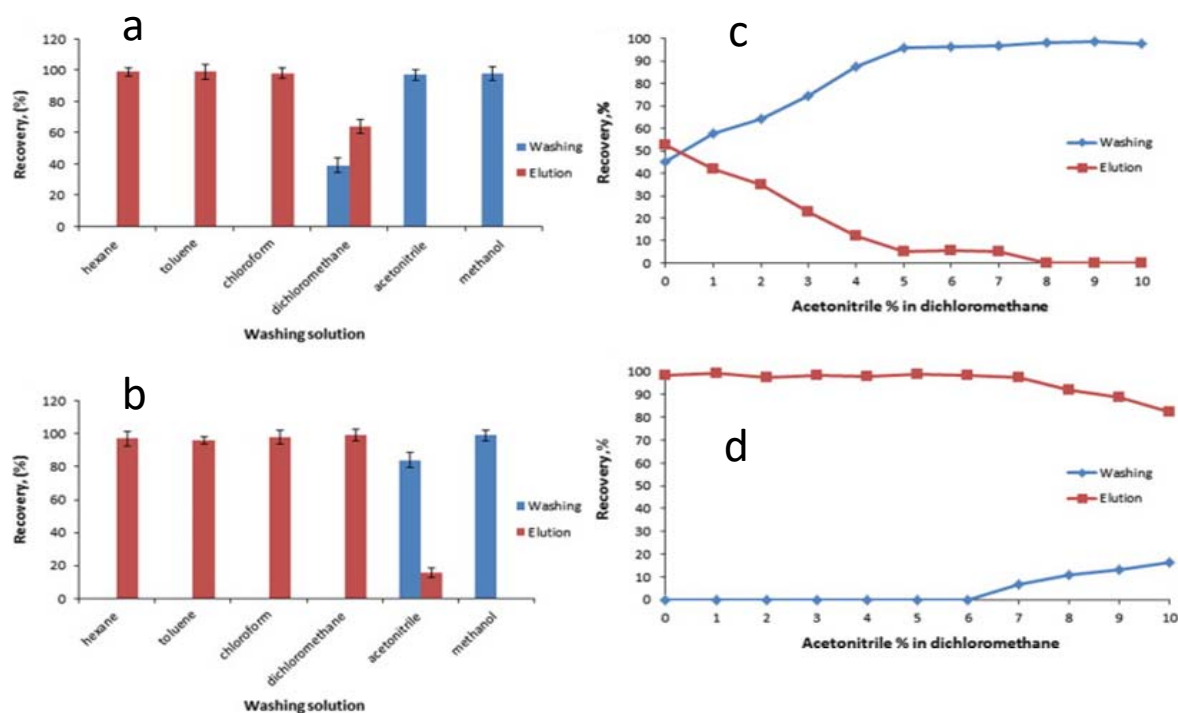 a
120
100
80
60
40
20
0
Recovery, (%)
hexane
toluene
chloroform
dichloromethane
acetonitrile
methanol
Washing solution
Washing
Elution
c
100
90
80
70
60
50
40
30
20
10
0
Recovery,%
0 1 2 3 4 5 6 7 8 9 10
Acetonitrile % in dichloromethane
Washing
Elution
b
120
100
80
60
40
20
0
Recovery, (%)
hexane
toluene
chloroform
dichloromethane
acetonitrile
methanol
Washing solution
Washing
Elution
d
100
90
80
70
60
50
40
30
20
10
0
Recovery,%
0 1 2 3 4 5 6 7 8 9 10
Acetonitrile % in dichloromethane
Washing
Elution